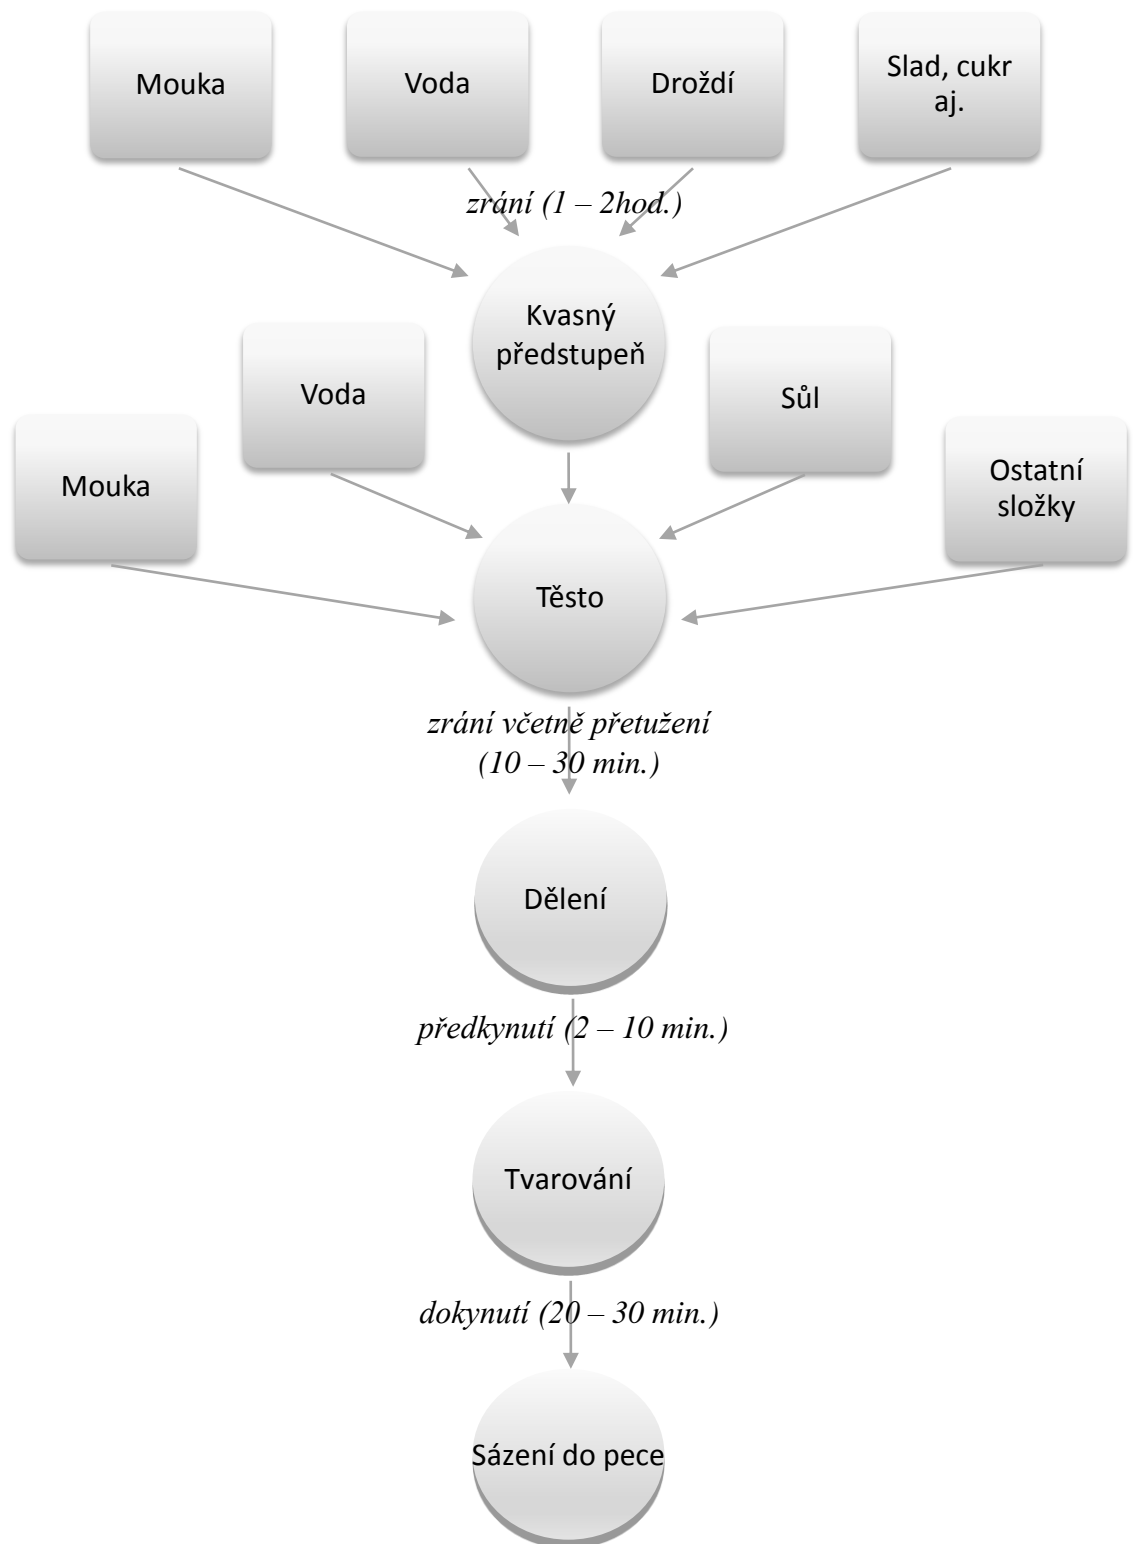 Mouka
Voda
Droždí
Slad, cukr
aj.
zrání (1 – 2hod.)
Kvasný
předstupeň
Voda
Sůl
Mouka
Ostatní
složky
Těsto
zrání včetně přetužení
(10 – 30 min.)
Dělení
předkynutí (2 – 10 min.)
Tvarování
dokynutí (20 – 30 min.)
Sázení do pece